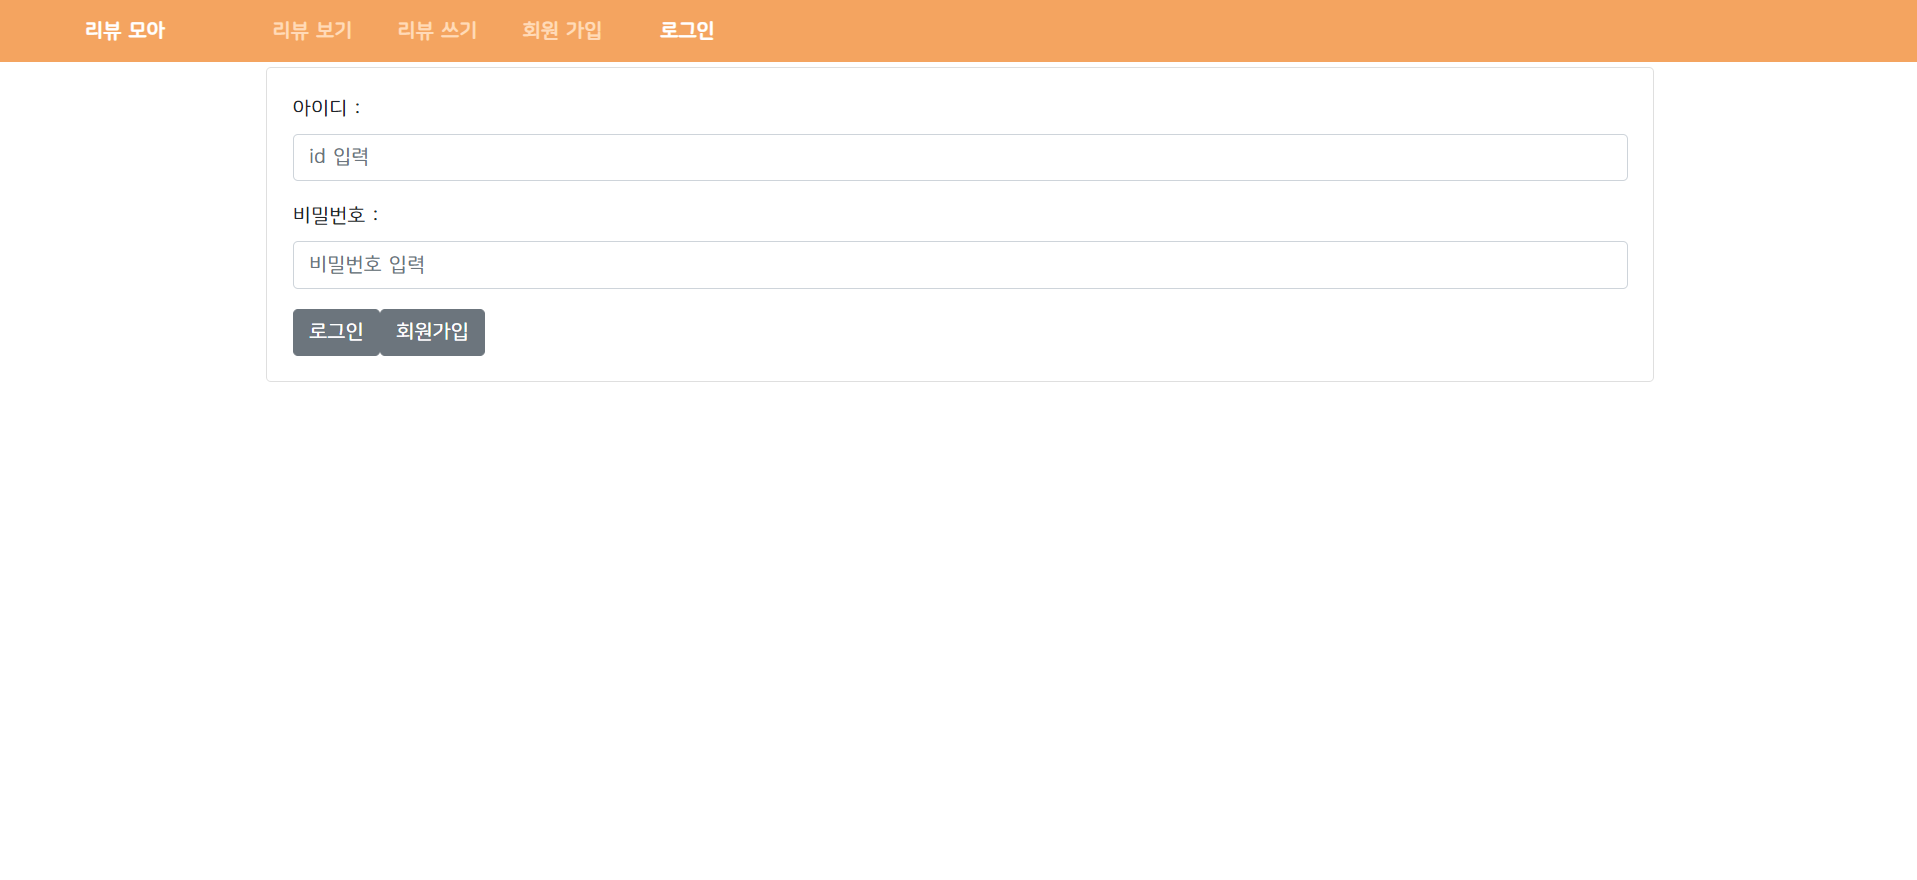 리뷰 모아 리뷰 보기 리뷰 쓰기 회원 가입 로그인
아이디 :
id 입력
비밀번호 :
비밀번호 입력
로그인 회원가입